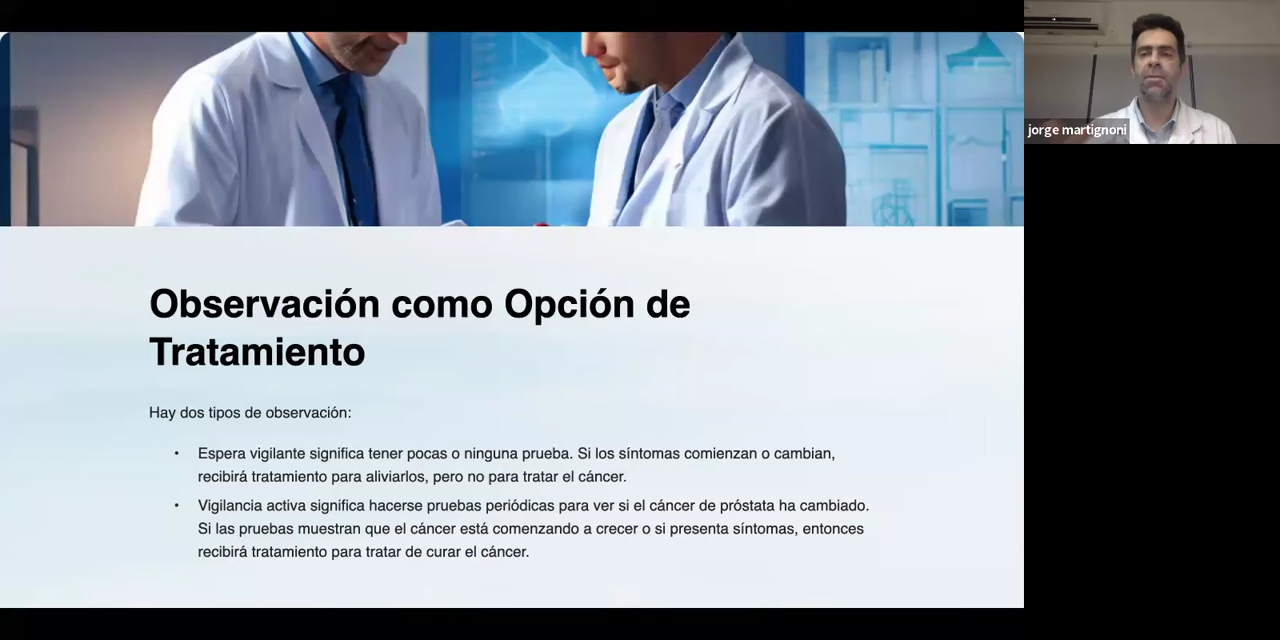 Observación como Opción de
Tratamiento
Hay dos tipos de observación:
• Espera vigilante significa tener pocas o ninguna prueba. Si los síntomas comienzan o cambian,
recibirá tratamiento para aliviarlos, pero no para tratar el cáncer.
• Vigilancia activa significa hacerse pruebas periódicas para ver si el cáncer de próstata ha cambiado.
Si las pruebas muestran que el cáncer está comenzando a crecer o si presenta síntomas, entonces
recibirá tratamiento para tratar de curar el cáncer.
jorge martignoni